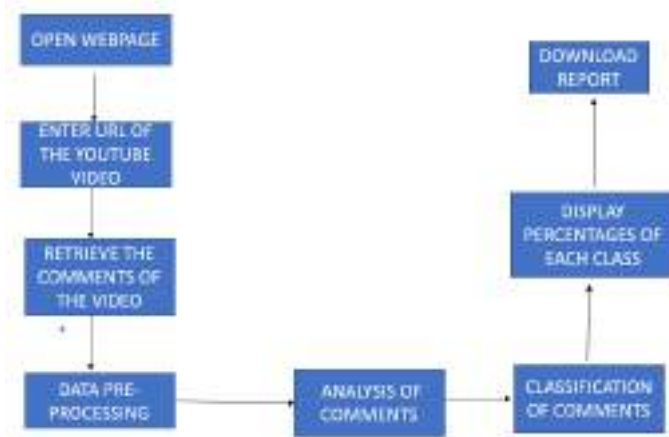 OPEN WEBPAGE
ENTER URL OF
THE YOUTUBE
VIDEO
RETRIEVE THE
COMMENTS OF
THE VIDEO
DATA PRE-
PROCESSING
ANALYSIS OF
COMMENTS
CLASSIFICATION
OF COMMENTS
DISPLAY
PERCENTAGES OF
EACH CLASS
DOWNLOAD
REPORT